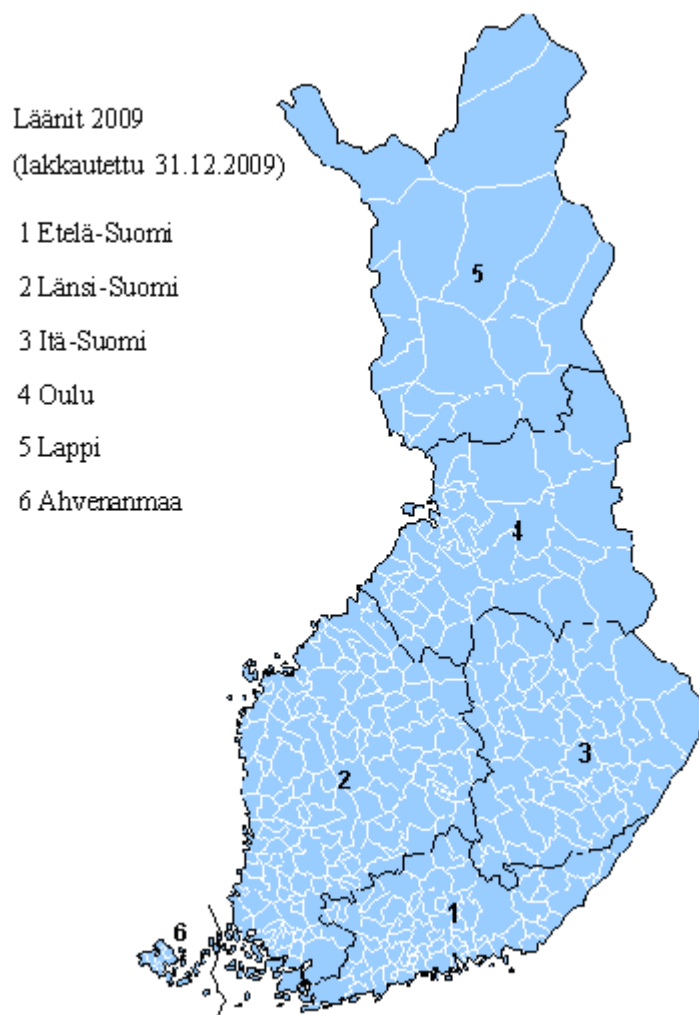 Läänit 2009
(lakkautettu 31.12.2009)
1 Etelä-Suomi
2 Länsi-Suomi
3 Itä-Suomi
4 Oulu
5 Lappi
6 Ahvenanmaa
5
4
3
2
1
6